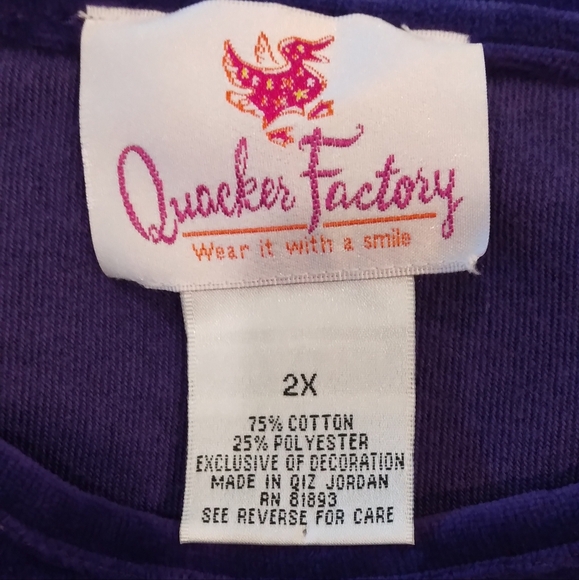 Quacker Factory
Wear it with a smile
2X
75% COTTON
25% POLYESTER
EXCLUSIVE OF DECORATION
MADE IN QIZ JORDAN
RN 81893
SEE REVERSE FOR CARE